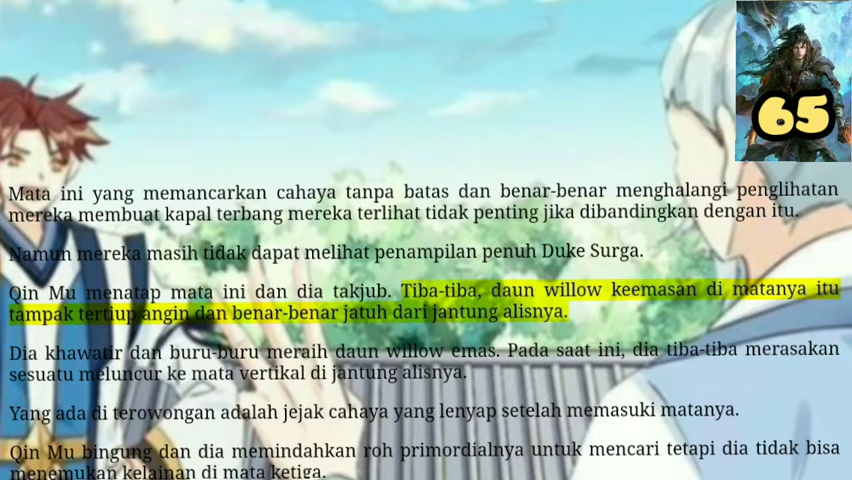 65
Mata ini yang memancarkan cahaya tanpa batas dan benar-benar menghalangi penglihatan
mereka membuat kapal terbang mereka terlihat tidak penting jika dibandingkan dengan itu.
Namun mereka masih tidak dapat melihat penampilan penuh Duke Surga.
Qin Mu menatap mata ini dan dia takjub. Tiba-tiba, daun willow keemasan di matanya itu
tampak tertiup angin dan benar-benar jatuh dari jantung alisnya.
Dia khawatir dan buru-buru meraih daun willow emas. Pada saat ini, dia tiba-tiba merasakan
sesuatu meluncur ke mata vertikal di jantung alisnya.
Yang ada di terowongan adalah jejak cahaya yang lenyap setelah memasuki matanya.
Qin Mu bingung dan dia memindahkan roh primordialnya untuk mencari tetapi dia tidak bisa
menemukan kelainan di mata ketiga.